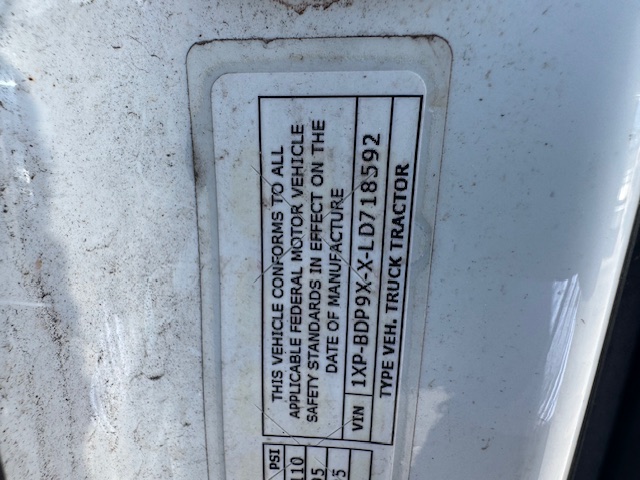 THIS VEHICLE CONFORMS TO ALL
APPLICABLE FEDERAL MOTOR VEHICLE
SAFETY STANDARDS IN EFFECT ON THE
DATE OF MANUFACTURE
VIN 1XP-BDP9X-X-LD718592
TYPE VEH. TRUCK TRACTOR
PSI
110